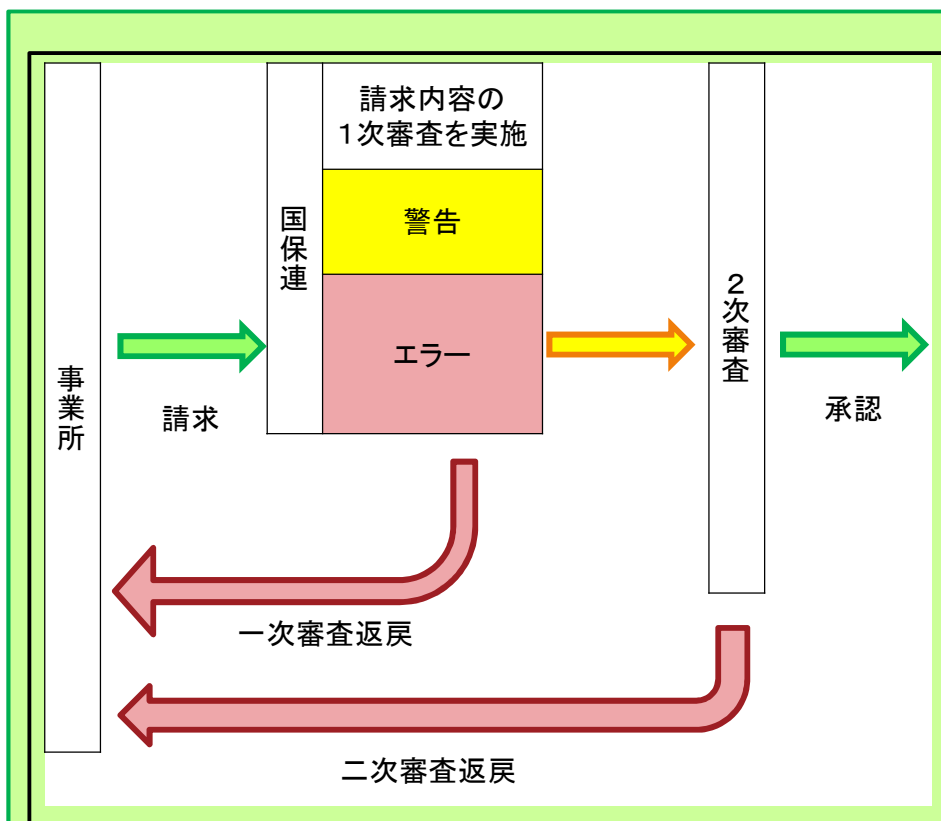 請求内容の
1次審査を実施
国保連
警告
エラー
2次審査
事業所
請求
承認
一次審査返戻
二次審査返戻